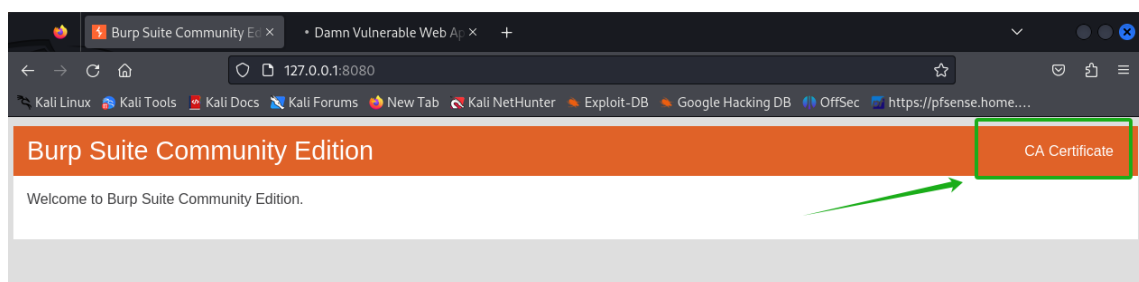 Burp Suite Community Ed
Damn Vulnerable Web Ap
127.0.0.1:8080
Kali Linux Kali Tools Kali Docs Kali Forums New Tab Kali NetHunter Exploit-DB Google Hacking DB OffSec https://pfsense.home....
Burp Suite Community Edition
CA Certificate
Welcome to Burp Suite Community Edition.